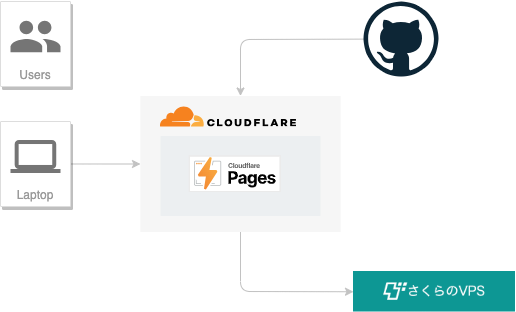 Users
CLOUDFLARE
Cloudflare
Pages
Laptop
さくらのVPS